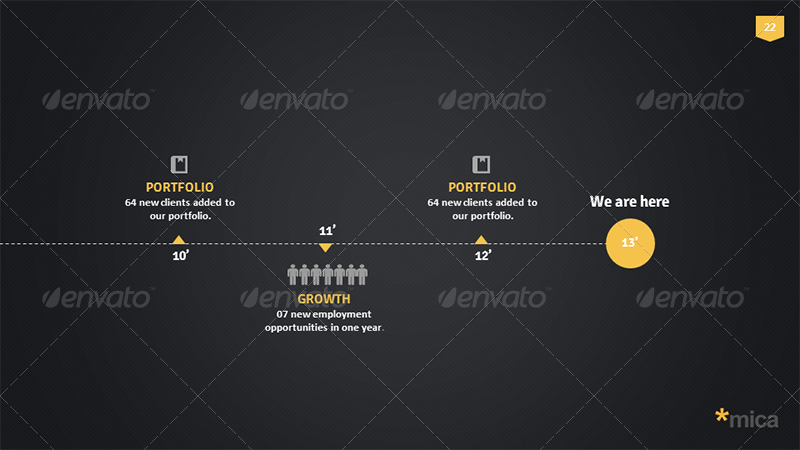 22
envato envato envato envato
PORTFOLIO
64 new clients added to
our portfolio.
10’
11’
GROWTH
07 new employment
opportunities in one year.
PORTFOLIO
64 new clients added to
our portfolio.
12’
We are here
13’
envato envato envato envato
*mica